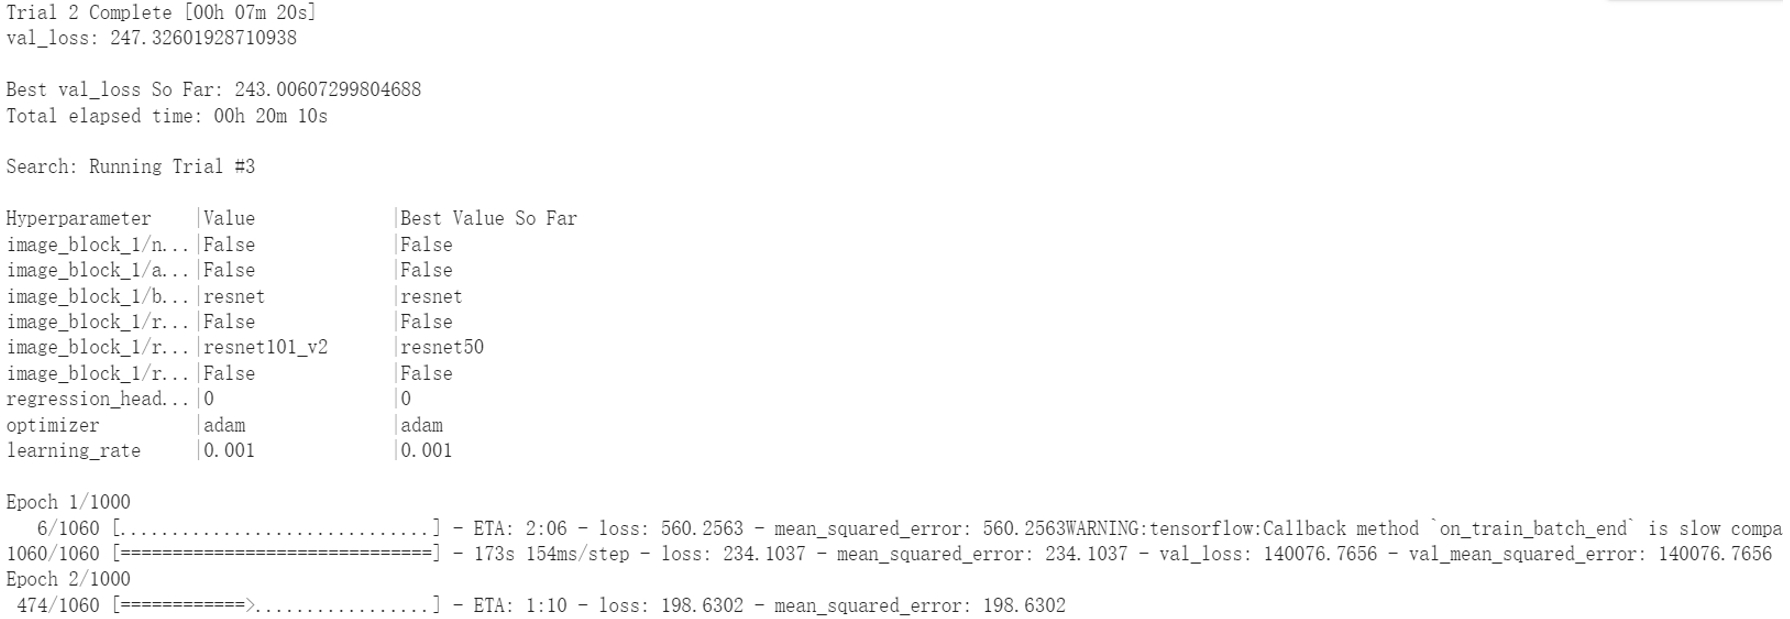 Trial 2 Complete [00h 07m 20s]
val_loss: 247.32601928710938
Best val_loss So Far: 243.00607299804688
Total elapsed time: 00h 20m 10s
Search: Running Trial #3
Hyperparameter    |Value             |Best Value So Far
image_block_1/n...|False             |False
image_block_1/a...|False             |False
image_block_1/b...|resnet            |resnet
image_block_1/r...|False             |False
image_block_1/r...|resnet101_v2      |resnet50
image_block_1/r...|False             |False
regression_head...|0                 |0
optimizer         |adam              |adam
learning_rate     |0.001             |0.001
Epoch 1/1000
6/1060 [..............................] - ETA: 2:06 - loss: 560.2563 - mean_squared_error: 560.2563WARNING:tensorflow:Callback method `on_train_batch_end` is slow compa
1060/1060 [==============================] - 173s 154ms/step - loss: 234.1037 - mean_squared_error: 234.1037 - val_loss: 140076.7656 - val_mean_squared_error: 140076.7656
Epoch 2/1000
474/1060 [============>.................] - ETA: 1:10 - loss: 198.6302 - mean_squared_error: 198.6302